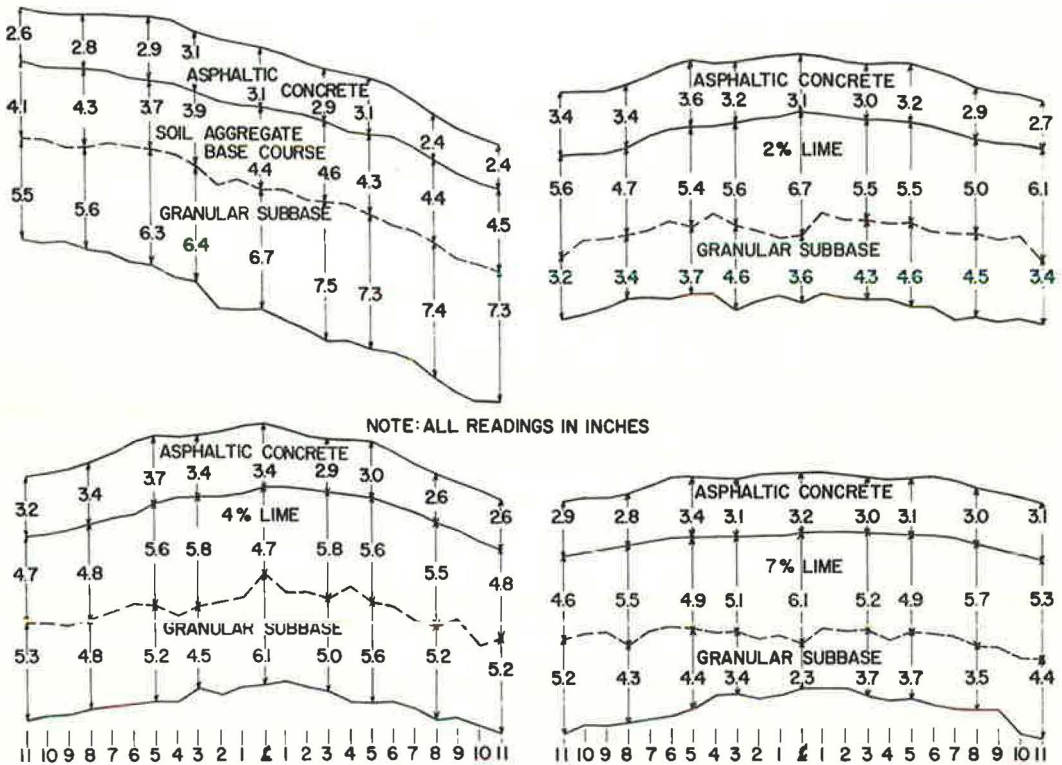 2.6 2.8 2.9 3.1
ASPHALTIC
3.1 CONCRETE
2.9 3.1 2.4 2.4
4.1 4.3 3.7 3.9
SOIL AGGREGATE
BASE COURSE
4.4 4.6 4.3 4.4 4.5
GRANULAR SUBBASE
5.5 5.6 6.3 6.4 6.7 7.5 7.3 7.4 7.3
ASPHALTIC CONCRETE
3.4 3.4 3.6 3.2 3.1 3.0 3.2 2.9 2.7
2% LIME
5.6 4.7 5.4 5.6 6.7 5.5 5.5 5.0 6.1
GRANULAR SUBBASE
3.2 3.4 3.7 4.6 3.6 4.3 4.6 4.5 3.4
NOTE: ALL READINGS IN INCHES
ASPHALTIC CONCRETE
3.2 3.4 3.7 3.4 3.4 2.9 3.0 2.6 2.6
4% LIME
4.7 4.8 5.6 5.8 4.7 5.8 5.6 5.5 4.8
GRANULAR SUBBASE
5.3 4.8 5.2 4.5 6.1 5.0 5.6 5.2 5.2
11 10 9 8 7 6 5 4 3 2 1 ℄ 1 2 3 4 5 6 7 8 9 10 11
ASPHALTIC CONCRETE
2.9 2.8 3.4 3.1 3.2 3.0 3.1 3.0 3.1
7% LIME
4.6 5.5 4.9 5.1 6.1 5.2 4.9 5.7 5.3
GRANULAR SUBBASE
5.2 4.3 4.4 3.4 2.3 3.7 3.7 3.5 4.4
11 10 9 8 7 6 5 4 3 2 1 ℄ 1 2 3 4 5 6 7 8 9 10 11